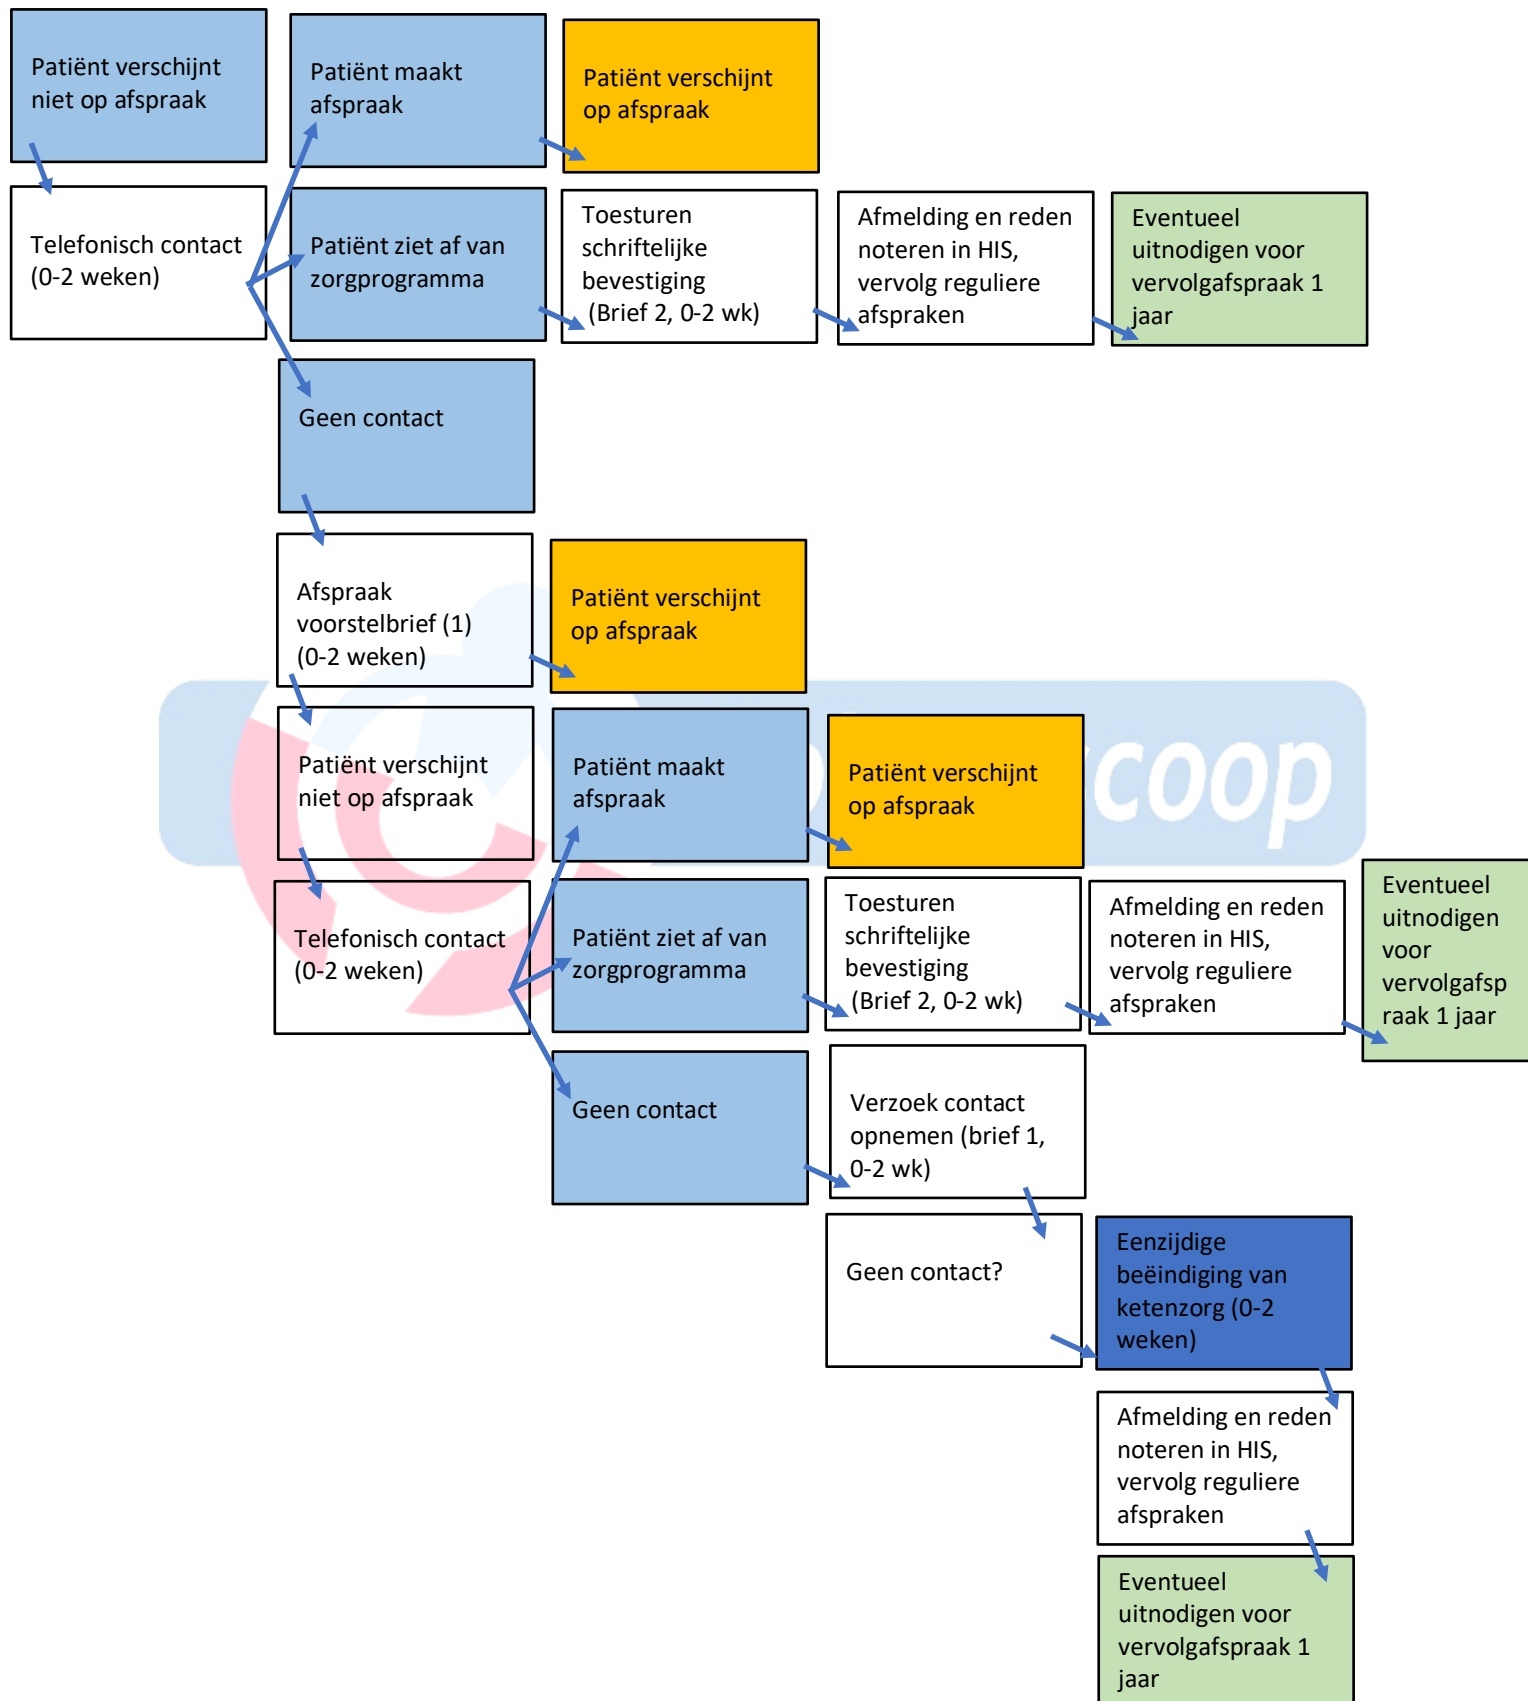 Patiënt verschijnt
niet op afspraak
Patiënt maakt
afspraak
Patiënt verschijnt
op afspraak
Telefonisch contact
(0-2 weken)
Patiënt ziet af van
zorgprogramma
Toesturen
schriftelijke
bevestiging
(Brief 2, 0-2 wk)
Afmelding en reden
noteren in HIS,
vervolg reguliere
afspraken
Eventueel
uitnodigen voor
vervolgafspraak 1
jaar
Geen contact
Afspraak
voorstelbrief (1)
(0-2 weken)
Patiënt verschijnt
op afspraak
Patiënt verschijnt
niet op afspraak
Patiënt maakt
afspraak
Patiënt verschijnt
op afspraak
coop
Telefonisch contact
(0-2 weken)
Patiënt ziet af van
zorgprogramma
Toesturen
schriftelijke
bevestiging
(Brief 2, 0-2 wk)
Afmelding en reden
noteren in HIS,
vervolg reguliere
afspraken
Eventueel
uitnodigen
voor
vervolgafsp
raak 1 jaar
Geen contact
Verzoek contact
opnemen (brief 1,
0-2 wk)
Geen contact?
Eenzijdige
beëindiging van
ketenzorg (0-2
weken)
Afmelding en reden
noteren in HIS,
vervolg reguliere
afspraken
Eventueel
uitnodigen voor
vervolgafspraak 1
jaar